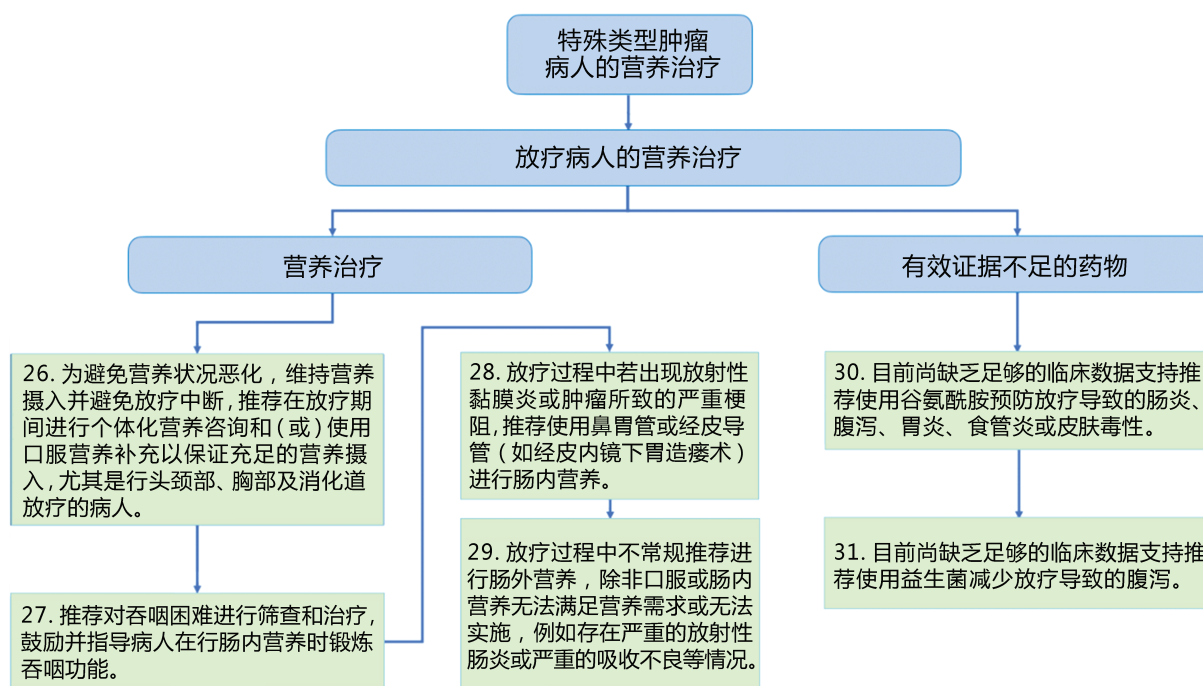 特殊类型肿瘤
病人的营养治疗
放疗病人的营养治疗
营养治疗
有效证据不足的药物
26. 为避免营养状况恶化，维持营养
摄入并避免放疗中断，推荐在放疗期
间进行个体化营养咨询和（或）使用
口服营养补充以保证充足的营养摄
入，尤其是行头颈部、胸部及消化道
放疗的病人。
27. 推荐对吞咽困难进行筛查和治疗，
鼓励并指导病人在行肠内营养时锻炼
吞咽功能。
28. 放疗过程中若出现放射性
黏膜炎或肿瘤所致的严重梗
阻，推荐使用鼻胃管或经皮导
管（如经皮内镜下胃造瘘术）
进行肠内营养。
29. 放疗过程中不常规推荐进
行肠外营养，除非口服或肠内
营养无法满足营养需求或无法
实施，例如存在严重的放射性
肠炎或严重的吸收不良等情况。
30. 目前尚缺乏足够的临床数据支持推
荐使用谷氨酰胺预防放疗导致的肠炎、
腹泻、胃炎、食管炎或皮肤毒性。
31. 目前尚缺乏足够的临床数据支持推
荐使用益生菌减少放疗导致的腹泻。